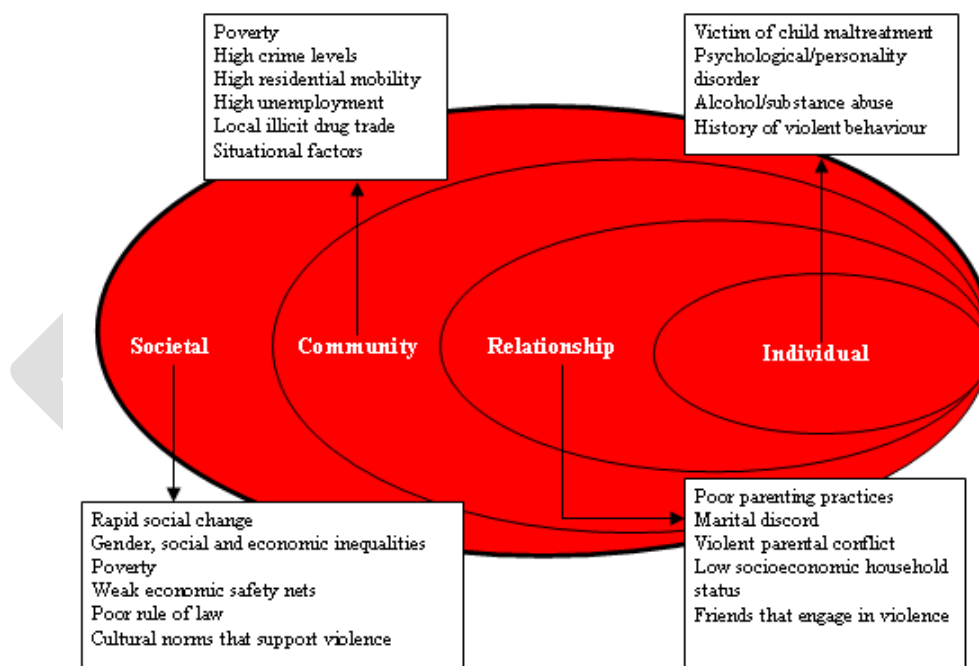 Poverty
High crime levels
High residential mobility
High unemployment
Local illicit drug trade
Situational factors
Victim of child maltreatment
Psychological/personality
disorder
Alcohol/substance abuse
History of violent behaviour
Societal
Community
Relationship
Individual
Rapid social change
Gender, social and economic inequalities
Poverty
Weak economic safety nets
Poor rule of law
Cultural norms that support violence
Poor parenting practices
Marital discord
Violent parental conflict
Low socioeconomic household
status
Friends that engage in violence